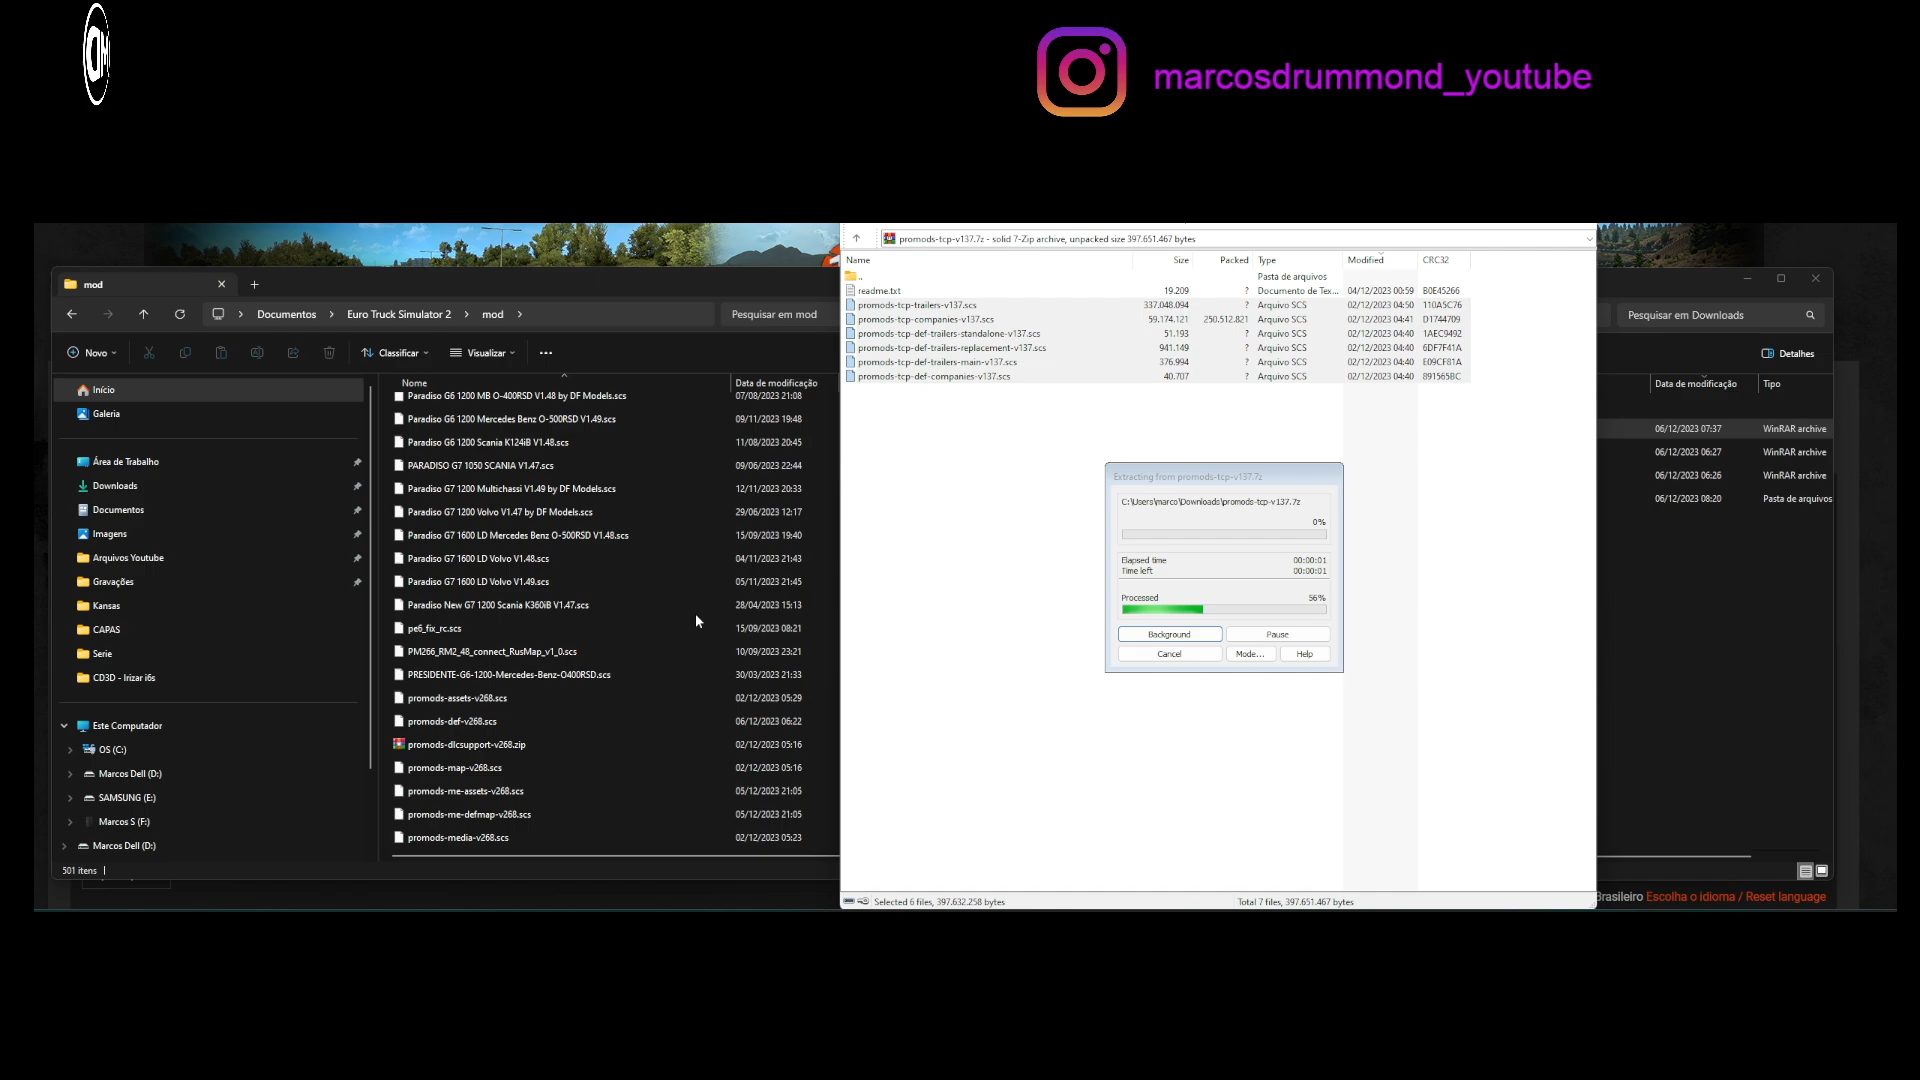 DM
marcosdrummond_youtube
promods-tcp-v137.7z - solid 7-Zip archive, unpacked size 397.651.467 bytes
Name Size Packed Type Modified CRC32
.. Pasta de arquivos
readme.txt 19.209 ? Documento de Tex... 04/12/2023 00:59 B0E45266
promods-tcp-trailers-v137.scs 337.048.094 ? Arquivo SCS 02/12/2023 04:50 110A5C76
promods-tcp-companies-v137.scs 59.174.121 250.512.821 Arquivo SCS 02/12/2023 04:41 D1744709
promods-tcp-def-trailers-standalone-v137.scs 51.193 ? Arquivo SCS 02/12/2023 04:40 1AEC9492
promods-tcp-def-trailers-replacement-v137.scs 941.149 ? Arquivo SCS 02/12/2023 04:40 6DF7F41A
promods-tcp-def-trailers-main-v137.scs 376.994 ? Arquivo SCS 02/12/2023 04:40 E09CF81A
promods-tcp-def-companies-v137.scs 40.707 ? Arquivo SCS 02/12/2023 04:40 891565BC
mod
Documentos > Euro Truck Simulator 2 > mod >
Pesquisar em mod
Novo
Classificar
Visualizar
...
Início
Galeria
Área de Trabalho
Downloads
Documentos
Imagens
Arquivos Youtube
Gravações
Kansas
CAPAS
Serie
CD3D - Irizar i6s
Este Computador
OS (C:)
Marcos Dell (D:)
SAMSUNG (E:)
Marcos S (F:)
Marcos Dell (D:)
501 itens
Nome Data de modificação
Paradiso G6 1200 MB O-400RSD V1.48 by DF Models.scs 07/08/2023 21:08
Paradiso G6 1200 Mercedes Benz O-500RSD V1.49.scs 09/11/2023 19:48
Paradiso G6 1200 Scania K124iB V1.48.scs 11/08/2023 20:45
PARADISO G7 1050 SCANIA V1.47.scs 09/06/2023 22:44
Paradiso G7 1200 Multichassi V1.49 by DF Models.scs 12/11/2023 20:33
Paradiso G7 1200 Volvo V1.47 by DF Models.scs 29/06/2023 12:17
Paradiso G7 1600 LD Mercedes Benz O-500RSD V1.48.scs 15/09/2023 19:40
Paradiso G7 1600 LD Volvo V1.48.scs 04/11/2023 21:43
Paradiso G7 1600 LD Volvo V1.49.scs 05/11/2023 21:45
Paradiso New G7 1200 Scania K360iB V1.47.scs 28/04/2023 15:13
pe6_fix_rc.scs 15/09/2023 08:21
PM266_RM2_48_connect_RusMap_v1_0.scs 10/09/2023 23:21
PRESIDENTE-G6-1200-Mercedes-Benz-O400RSD.scs 30/03/2023 21:33
promods-assets-v268.scs 02/12/2023 05:29
promods-def-v268.scs 06/12/2023 06:22
promods-dlcsupport-v268.zip 02/12/2023 05:16
promods-map-v268.scs 02/12/2023 05:16
promods-me-assets-v268.scs 05/12/2023 21:05
promods-me-defmap-v268.scs 05/12/2023 21:05
promods-media-v268.scs 02/12/2023 05:23
Extracting from promods-tcp-v137.7z
C:\Users\marco\Downloads\promods-tcp-v137.7z
0%
Elapsed time 00:00:01
Time left 00:00:01
Processed 56%
Background Pause
Cancel Mode... Help
Selected 6 files, 397.632.258 bytes Total 7 files, 397.651.467 bytes
Pesquisar em Downloads
Detalhes
Data de modificação Tipo
06/12/2023 07:37 WinRAR archive
06/12/2023 06:27 WinRAR archive
06/12/2023 06:26 WinRAR archive
06/12/2023 08:20 Pasta de arquivos
Brasileiro Escolha o idioma / Reset language